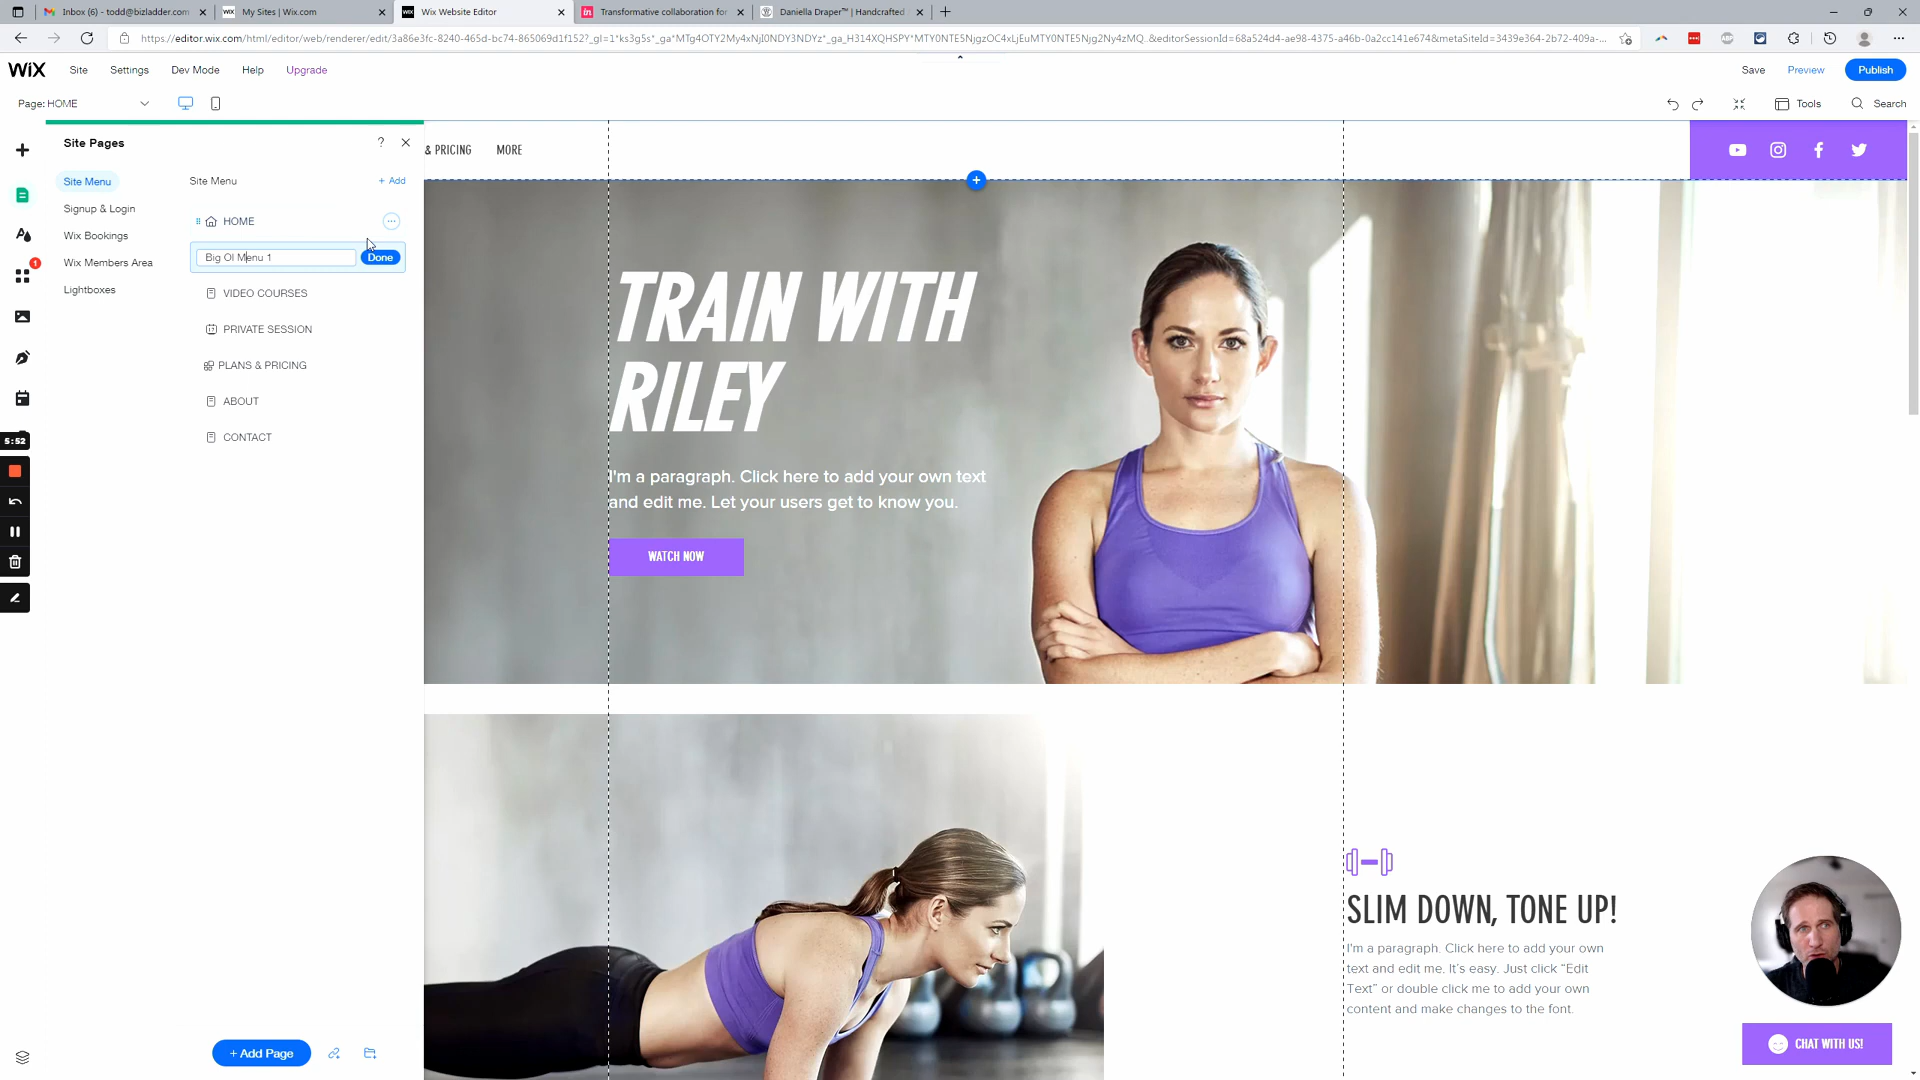 Inbox (6) - todd@bizladder.com
My Sites | Wix.com
Wix Website Editor
Transformative collaboration for
Daniella Draper™ | Handcrafted
WiX
Site
Settings
Dev Mode
Help
Upgrade
Save
Preview
Publish
Page: HOME
Tools
Search
Site Pages
?
& PRICING
MORE
Site Menu
Signup & Login
Wix Bookings
Wix Members Area
Lightboxes
Site Menu
+ Add
HOME
Big Ol Menu 1
Done
VIDEO COURSES
PRIVATE SESSION
PLANS & PRICING
ABOUT
CONTACT
1
5:52
TRAIN WITH
RILEY
I'm a paragraph. Click here to add your own text
and edit me. Let your users get to know you.
WATCH NOW
SLIM DOWN, TONE UP!
I'm a paragraph. Click here to add your own
text and edit me. It's easy. Just click “Edit
Text” or double click me to add your own
content and make changes to the font.
+ Add Page
CHAT WITH US!